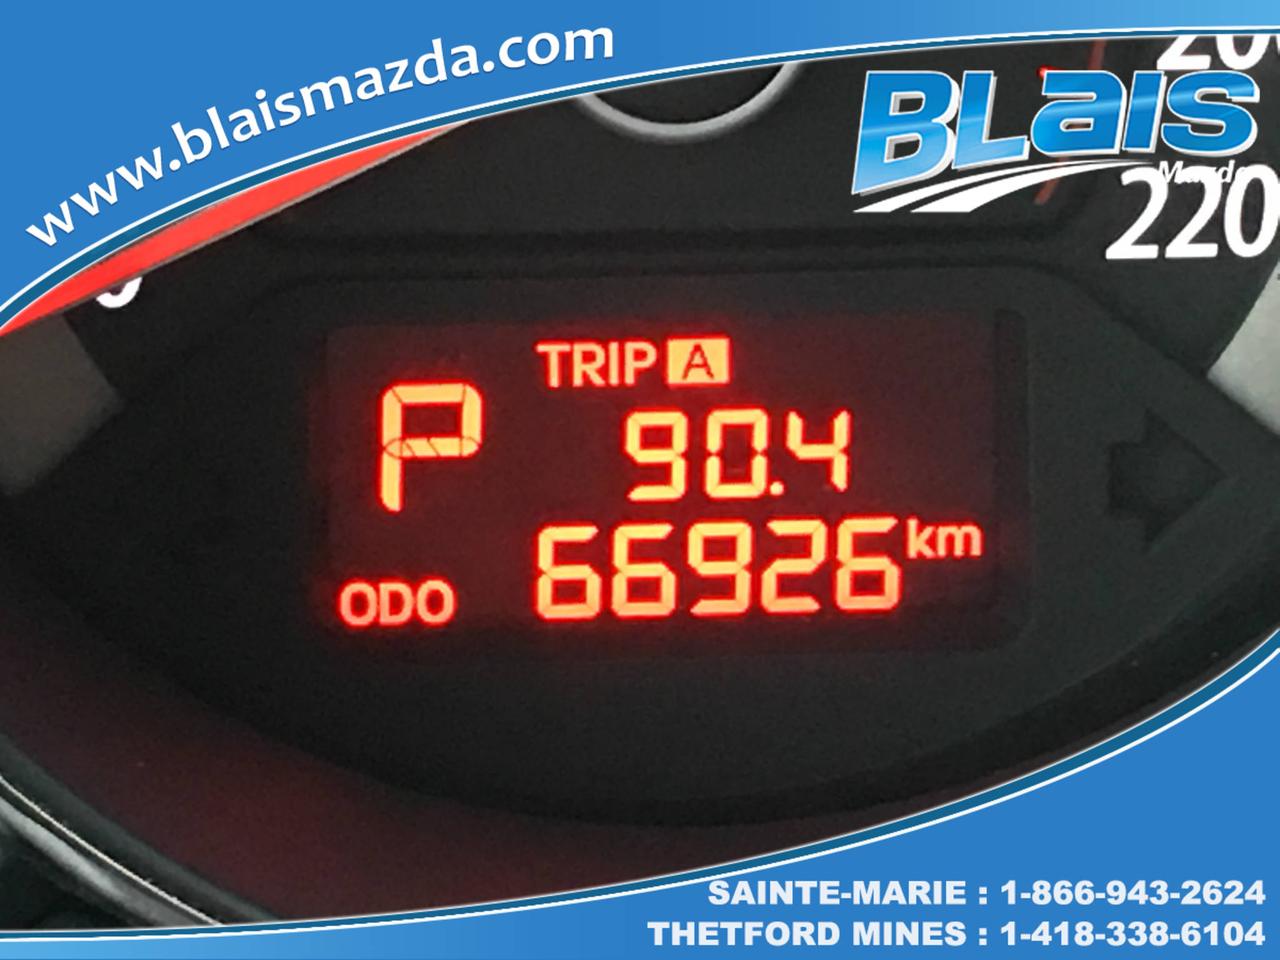 www.blaismazda.com
BLaIS
Mazda
220
TRIP A
P
90.4
ODO 66926 km
SAINTE-MARIE : 1-866-943-2624
THETFORD MINES : 1-418-338-6104